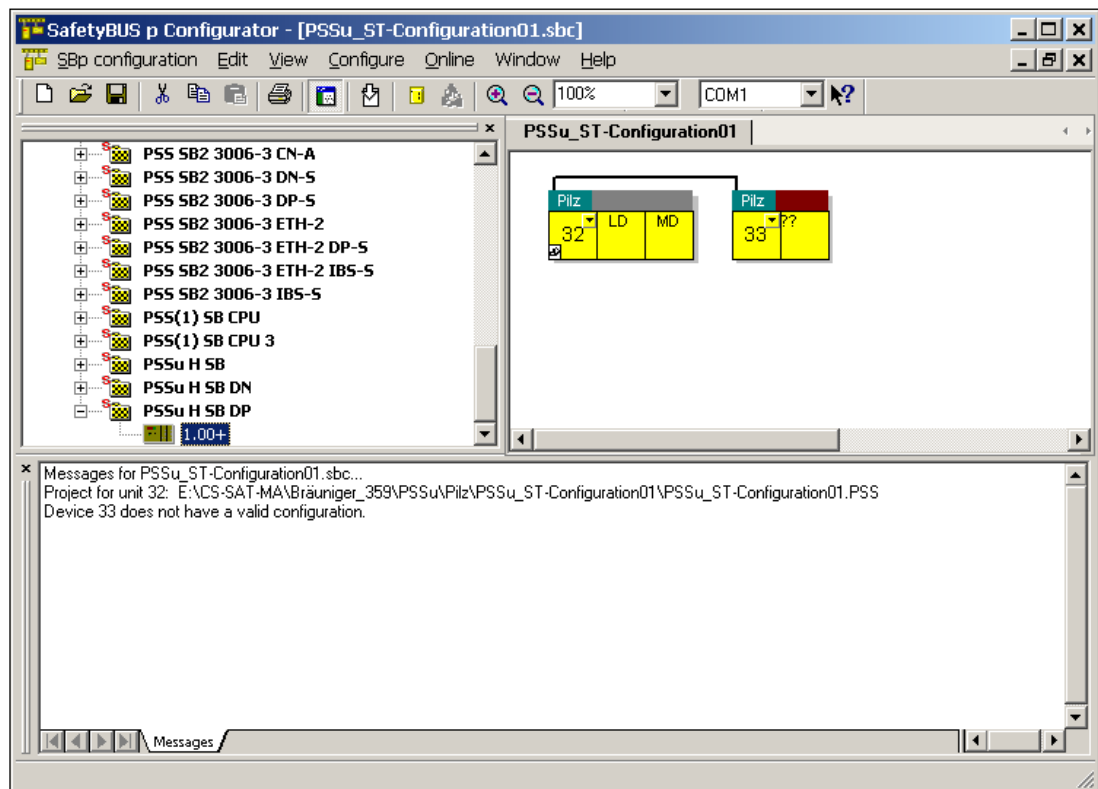 SafetyBUS p Configurator - [PSSu_ST-Configuration01.sbc]
SBp configuration Edit View Configure Online Window Help
100% COM1
PSSu_ST-Configuration01
PSS SB2 3006-3 CN-A
PSS SB2 3006-3 DN-S
PSS SB2 3006-3 DP-S
PSS SB2 3006-3 ETH-2
PSS SB2 3006-3 ETH-2 DP-S
PSS SB2 3006-3 ETH-2 IBS-S
PSS SB2 3006-3 IBS-S
PSS(1) SB CPU
PSS(1) SB CPU 3
PSSu H SB
PSSu H SB DN
PSSu H SB DP
1.00+
Pilz
32 LD MD
Pilz
33 ??
Messages for PSSu_ST-Configuration01.sbc...
Project for unit 32: E:\CS-SAT-MA\Bräuniger_359\PSSu\Pilz\PSSu_ST-Configuration01\PSSu_ST-Configuration01.PSS
Device 33 does not have a valid configuration.
Messages